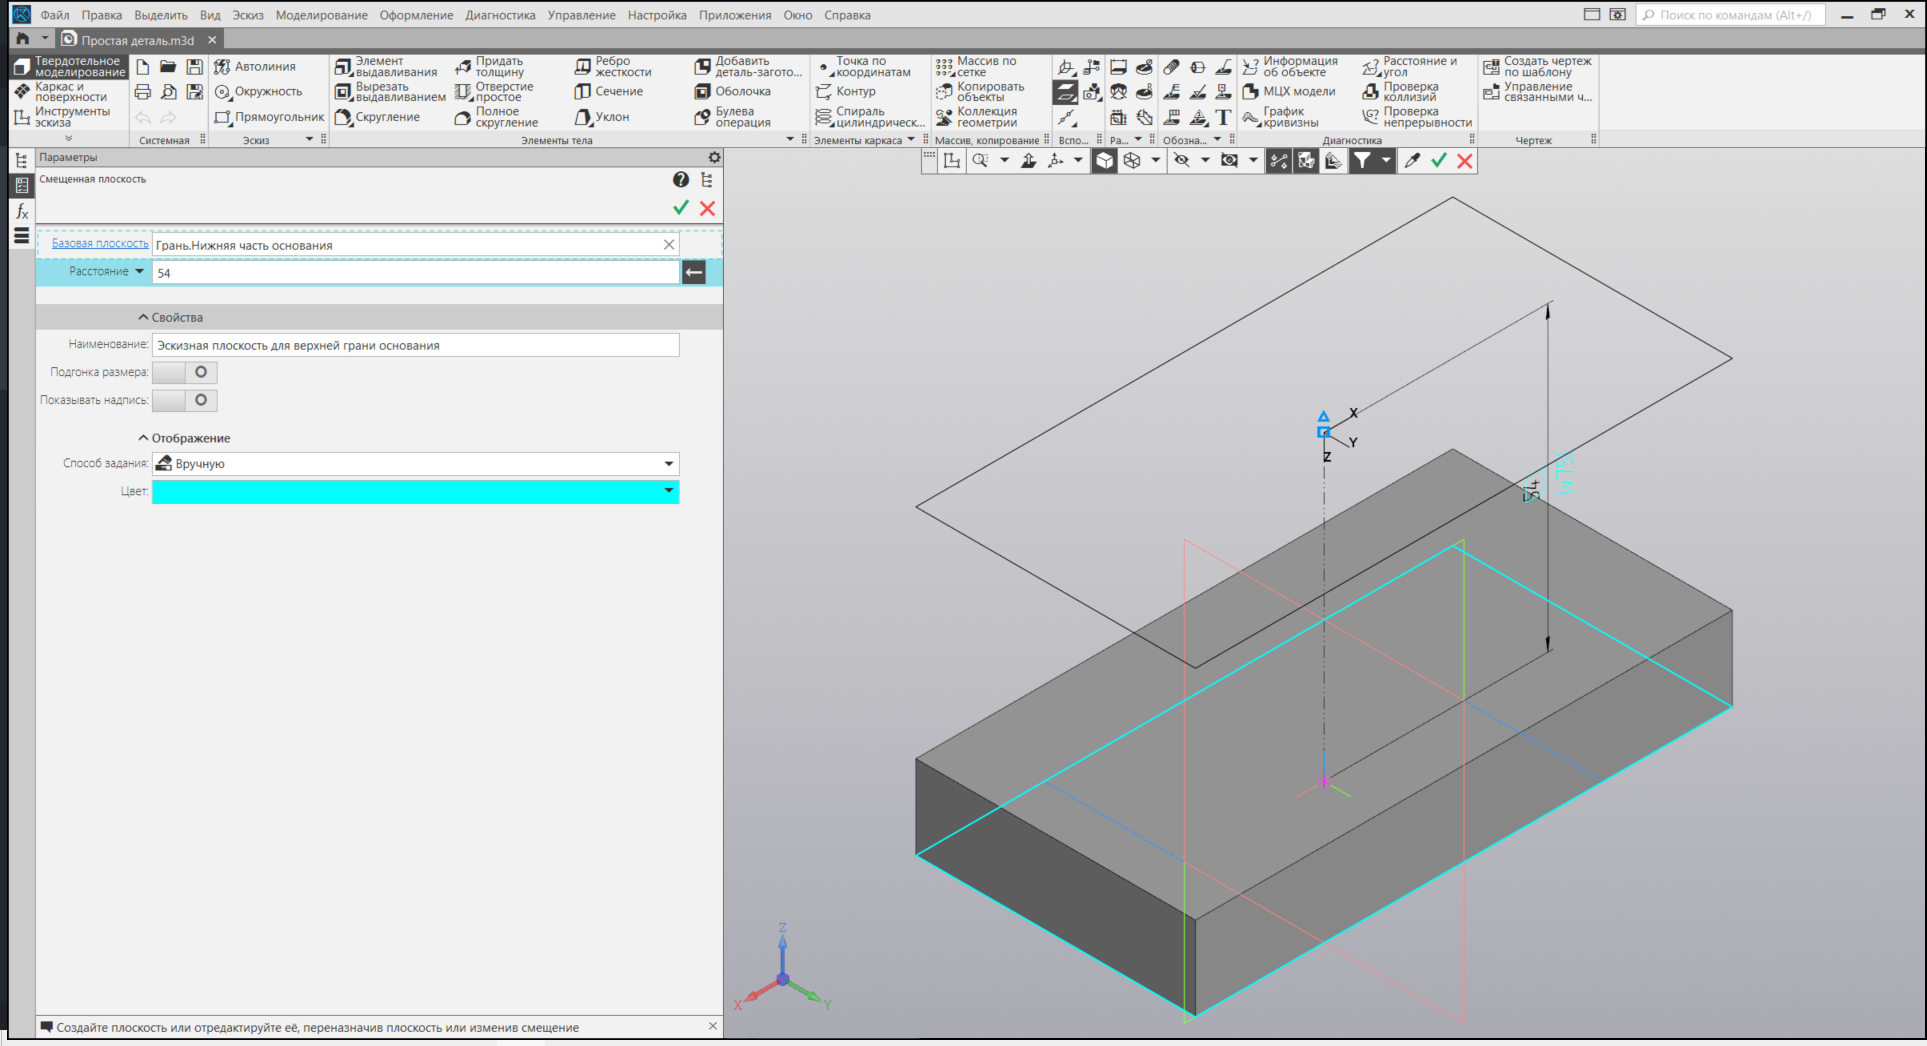 Файл Правка Выделить Вид Эскиз Моделирование Оформление Диагностика Управление Настройка Приложения Окно Справка
Поиск по командам (Alt+/)
Простая деталь.m3d
Твердотельное моделирование
Каркас и поверхности
Инструменты эскиза
Системная
Автолиния
Окружность
Прямоугольник
Эскиз
Элемент выдавливания
Вырезать выдавливанием
Скругление
Придать толщину
Отверстие простое
Полное скругление
Ребро жесткости
Сечение
Уклон
Добавить деталь-загото...
Оболочка
Булева операция
Элементы тела
Точка по координатам
Контур
Спираль цилиндрическ...
Элементы каркаса
Массив по сетке
Копировать объекты
Коллекция геометрии
Массив, копирование
Вспо...
Ра...
Обозна...
Информация об объекте
МЦХ модели
График кривизны
Расстояние и угол
Проверка коллизий
Проверка непрерывности
Диагностика
Создать чертеж по шаблону
Управление связанными ч...
Чертеж
Параметры
Смещенная плоскость
Базовая плоскость
Грань.Нижняя часть основания
Расстояние
54
Свойства
Наименование:
Эскизная плоскость для верхней грани основания
Подгонка размера:
Показывать надпись:
Отображение
Способ задания:
Вручную
Цвет:
Создайте плоскость или отредактируйте её, переназначив плоскость или изменив смещение
X
Y
Z
54
Z
X
Y